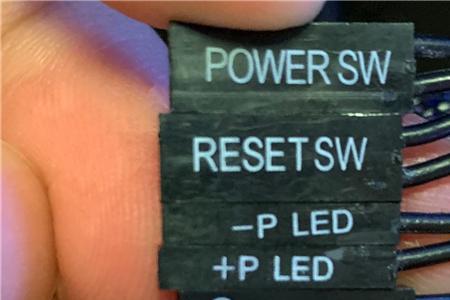 POWER SW
RESET SW
-P LED
+P LED